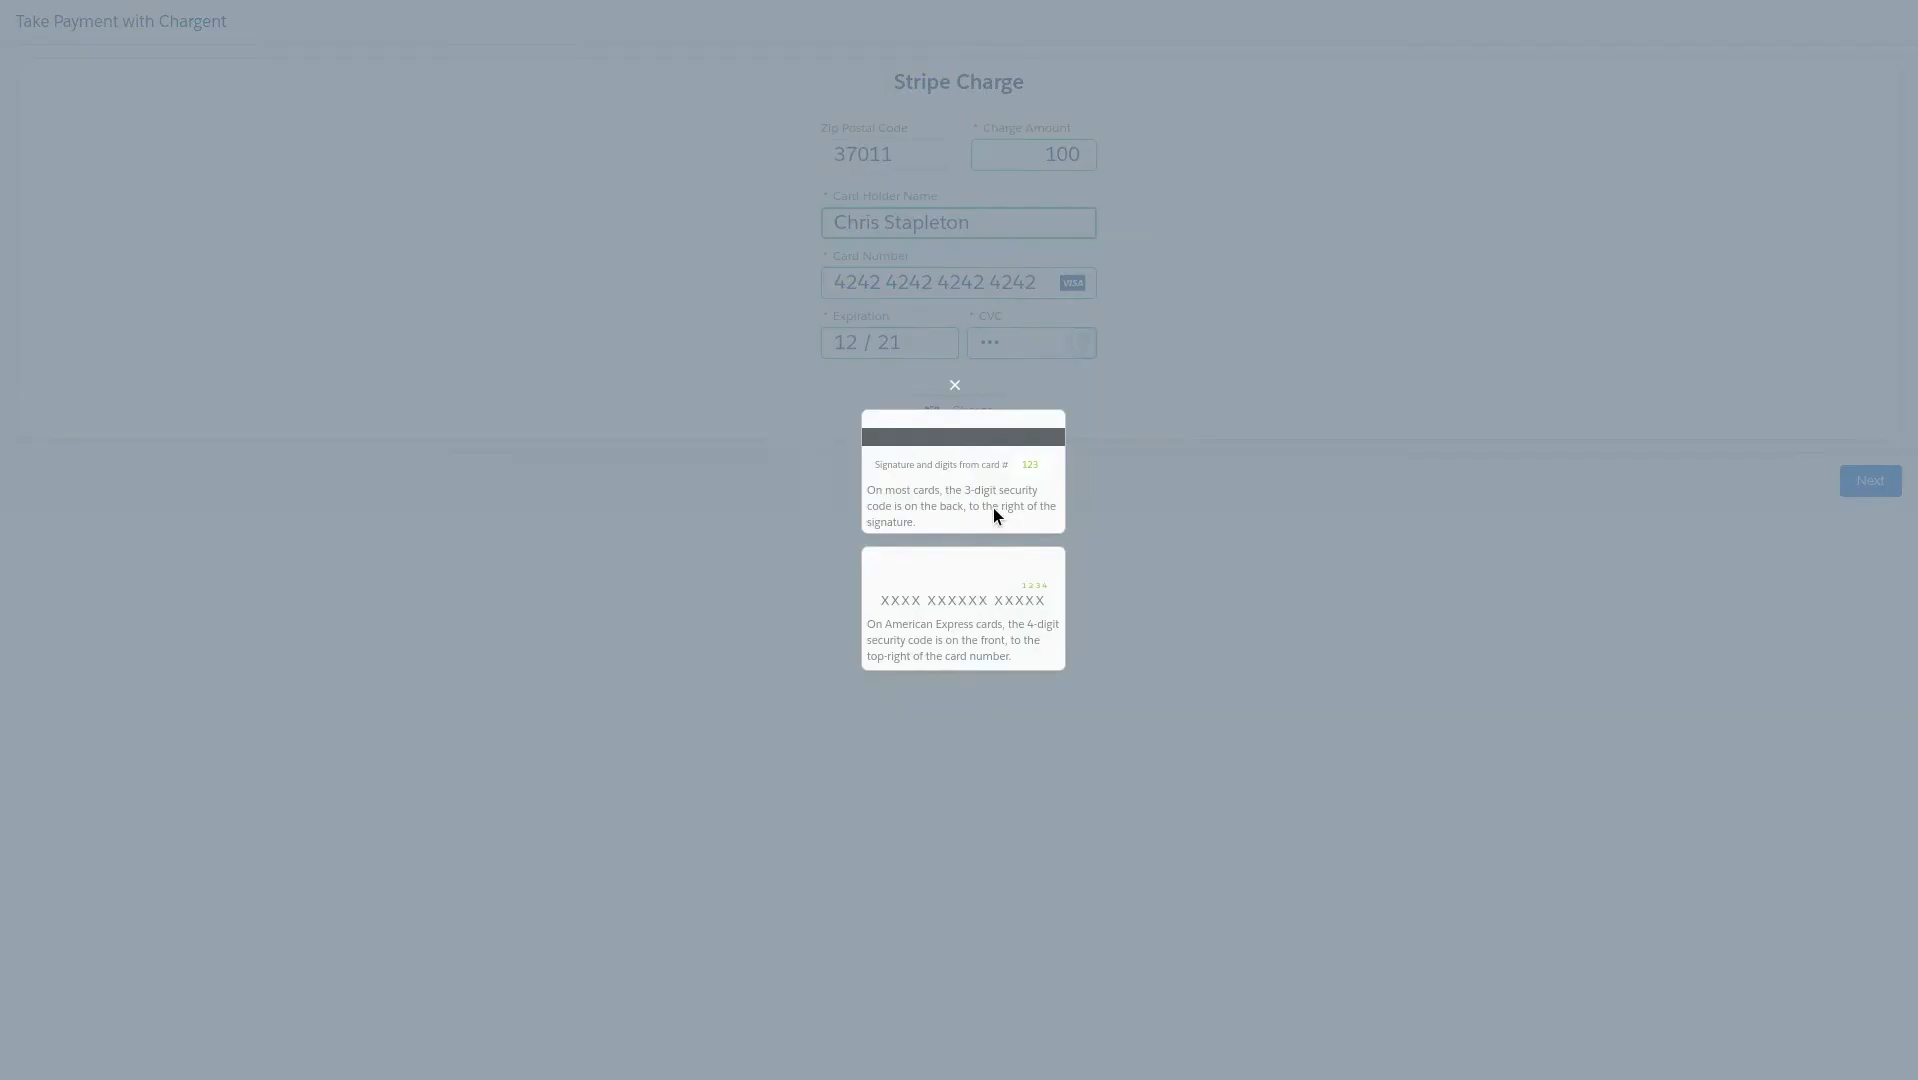 Take Payment with Chargent
Stripe Charge
Zip Postal Code
* Charge Amount
37011
100
* Card Holder Name
Chris Stapleton
* Card Number
4242 4242 4242 4242
VISA
* Expiration
* CVC
12 / 21
•••
×
Signature and digits from card #
123
On most cards, the 3-digit security
code is on the back, to the right of the
signature.
Next
1234
XXXX XXXXXX XXXXX
On American Express cards, the 4-digit
security code is on the front, to the
top-right of the card number.